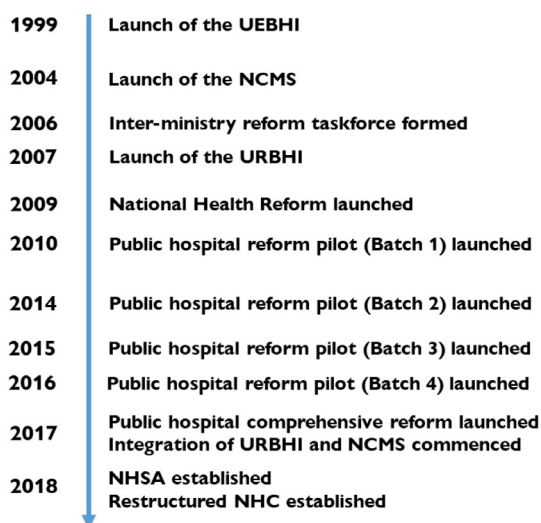 1999 Launch of the UEBHI
2004 Launch of the NCMS
2006 Inter-ministry reform taskforce formed
2007 Launch of the URBHI
2009 National Health Reform launched
2010 Public hospital reform pilot (Batch 1) launched
2014 Public hospital reform pilot (Batch 2) launched
2015 Public hospital reform pilot (Batch 3) launched
2016 Public hospital reform pilot (Batch 4) launched
2017 Public hospital comprehensive reform launched
Integration of URBHI and NCMS commenced
2018 NHSA established
Restructured NHC established